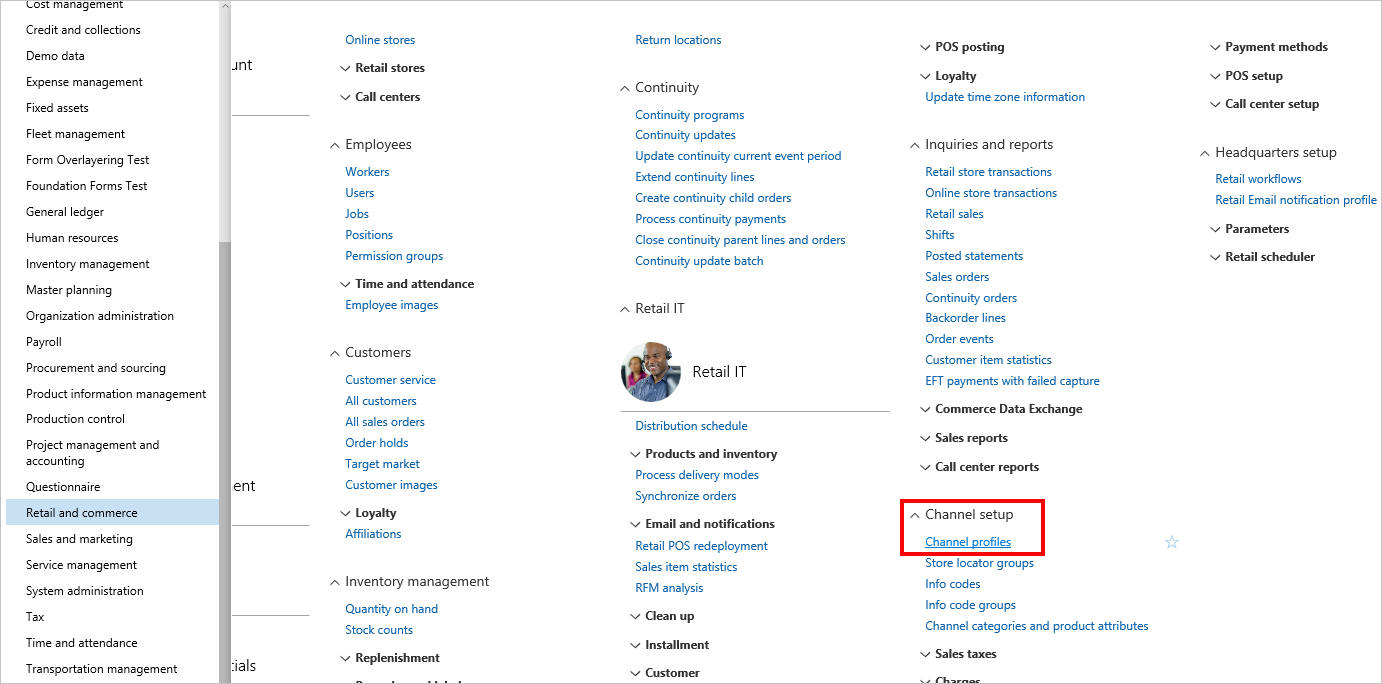 Cost management
Credit and collections
Demo data
Expense management
Fixed assets
Fleet management
Form Overlayering Test
Foundation Forms Test
General ledger
Human resources
Inventory management
Master planning
Organization administration
Payroll
Procurement and sourcing
Product information management
Production control
Project management and
accounting
Questionnaire
Retail and commerce
Sales and marketing
Service management
System administration
Tax
Time and attendance
Transportation management
unt
ent
cials
Online stores
Retail stores
Call centers
Employees
Workers
Users
Jobs
Positions
Permission groups
Time and attendance
Employee images
Customers
Customer service
All customers
All sales orders
Order holds
Target market
Customer images
Loyalty
Affiliations
Inventory management
Quantity on hand
Stock counts
Replenishment
Return locations
Continuity
Continuity programs
Continuity updates
Update continuity current event period
Extend continuity lines
Create continuity child orders
Process continuity payments
Close continuity parent lines and orders
Continuity update batch
Retail IT
Retail IT
Distribution schedule
Products and inventory
Process delivery modes
Synchronize orders
Email and notifications
Retail POS redeployment
Sales item statistics
RFM analysis
Clean up
Installment
Customer
POS posting
Loyalty
Update time zone information
Inquiries and reports
Retail store transactions
Online store transactions
Retail sales
Shifts
Posted statements
Sales orders
Continuity orders
Backorder lines
Order events
Customer item statistics
EFT payments with failed capture
Commerce Data Exchange
Sales reports
Call center reports
Channel setup
Channel profiles
Store locator groups
Info codes
Info code groups
Channel categories and product attributes
Sales taxes
Charges
Payment methods
POS setup
Call center setup
Headquarters setup
Retail workflows
Retail Email notification profile
Parameters
Retail scheduler